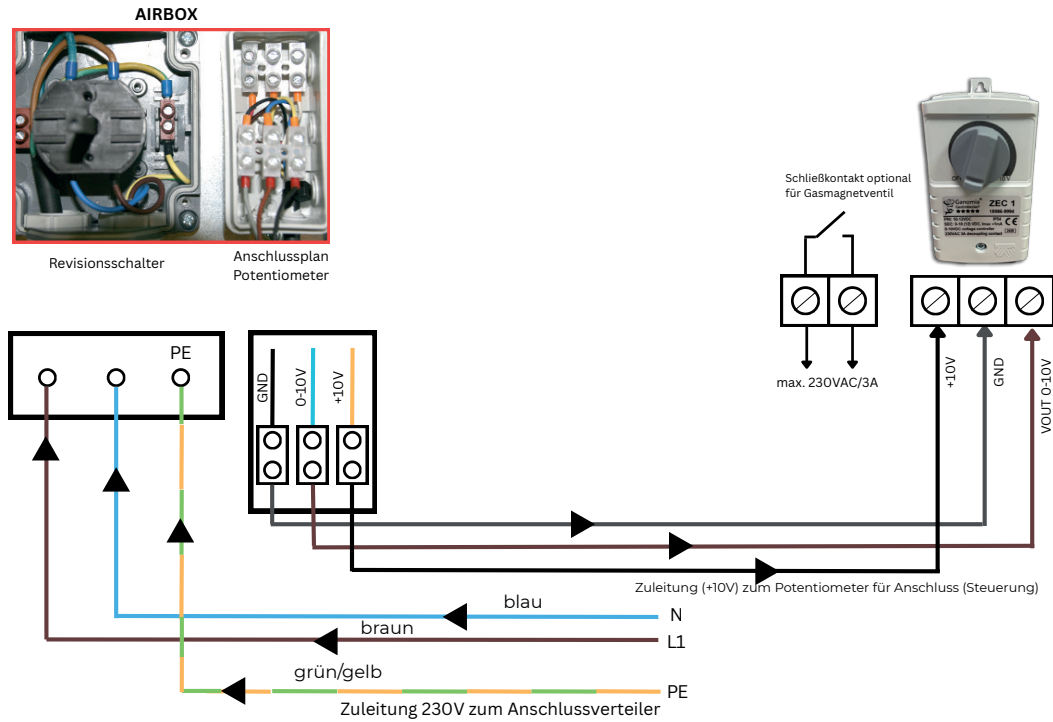 AIRBOX
Revisionsschalter
Anschlussplan
Potentiometer
Schließkontakt optional
für Gasmagnetventil
ZEC 1
max. 230VAC/3A
+10V
GND
VOUT 0-10V
PE
GND
0-10V
+10V
Zuleitung (+10V) zum Potentiometer für Anschluss (Steuerung)
blau
N
braun
L1
grün/gelb
PE
Zuleitung 230V zum Anschlussverteiler